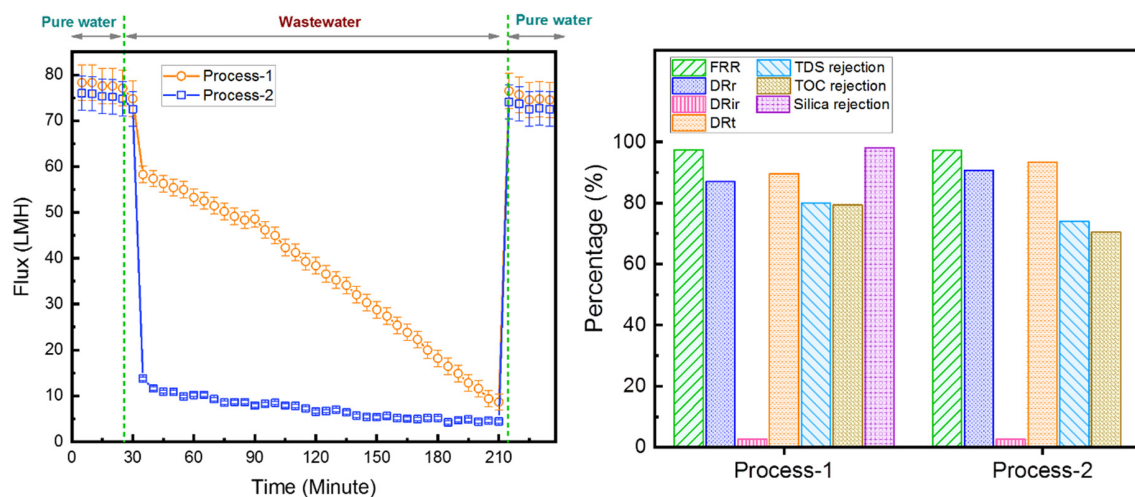 Pure water
Wastewater
Pure water
80
70
60
50
40
30
20
10
0
Flux (LMH)
Process-1
Process-2
0 30 60 90 120 150 180 210
Time (Minute)
FRR
DRr
DRir
DRt
TDS rejection
TOC rejection
Silica rejection
100
80
60
40
20
0
Percentage (%)
Process-1 Process-2